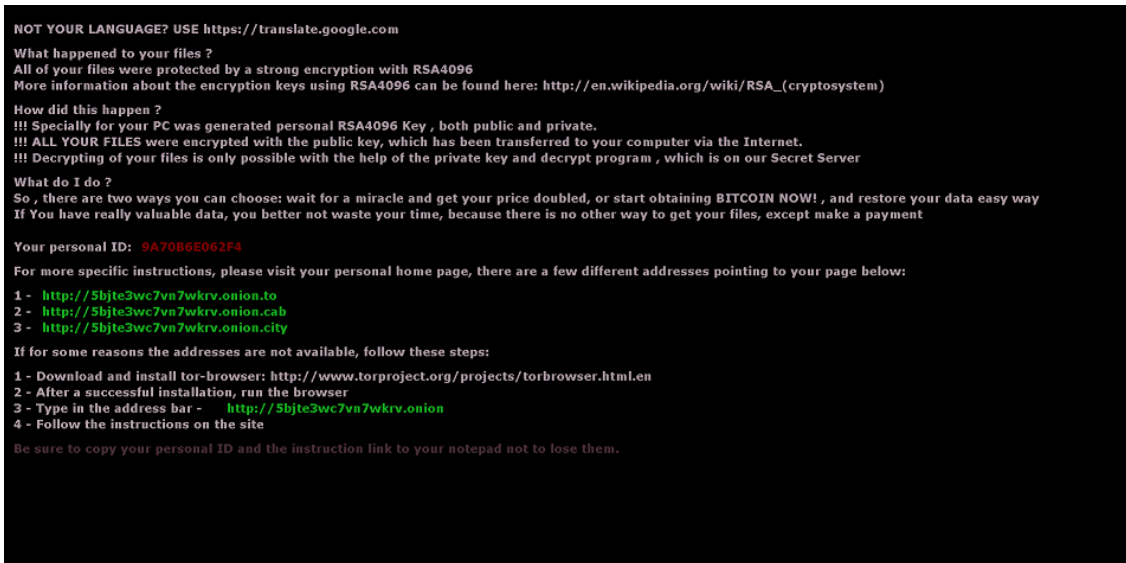 NOT YOUR LANGUAGE? USE https://translate.google.com
What happened to your files ?
All of your files were protected by a strong encryption with RSA4096
More information about the encryption keys using RSA4096 can be found here: http://en.wikipedia.org/wiki/RSA_(cryptosystem)
How did this happen ?
!!! Specially for your PC was generated personal RSA4096 Key , both public and private.
!!! ALL YOUR FILES were encrypted with the public key, which has been transferred to your computer via the Internet.
!!! Decrypting of your files is only possible with the help of the private key and decrypt program , which is on our Secret Server
What do I do ?
So , there are two ways you can choose: wait for a miracle and get your price doubled, or start obtaining BITCOIN NOW! , and restore your data easy way
If You have really valuable data, you better not waste your time, because there is no other way to get your files, except make a payment
Your personal ID: 9A70B6E062F4
For more specific instructions, please visit your personal home page, there are a few different addresses pointing to your page below:
1 - http://5bjte3wc7vn7wkrv.onion.to
2 - http://5bjte3wc7vn7wkrv.onion.cab
3 - http://5bjte3wc7vn7wkrv.onion.city
If for some reasons the addresses are not available, follow these steps:
1 - Download and install tor-browser: http://www.torproject.org/projects/torbrowser.html.en
2 - After a successful installation, run the browser
3 - Type in the address bar - http://5bjte3wc7vn7wkrv.onion
4 - Follow the instructions on the site
Be sure to copy your personal ID and the instruction link to your notepad not to lose them.